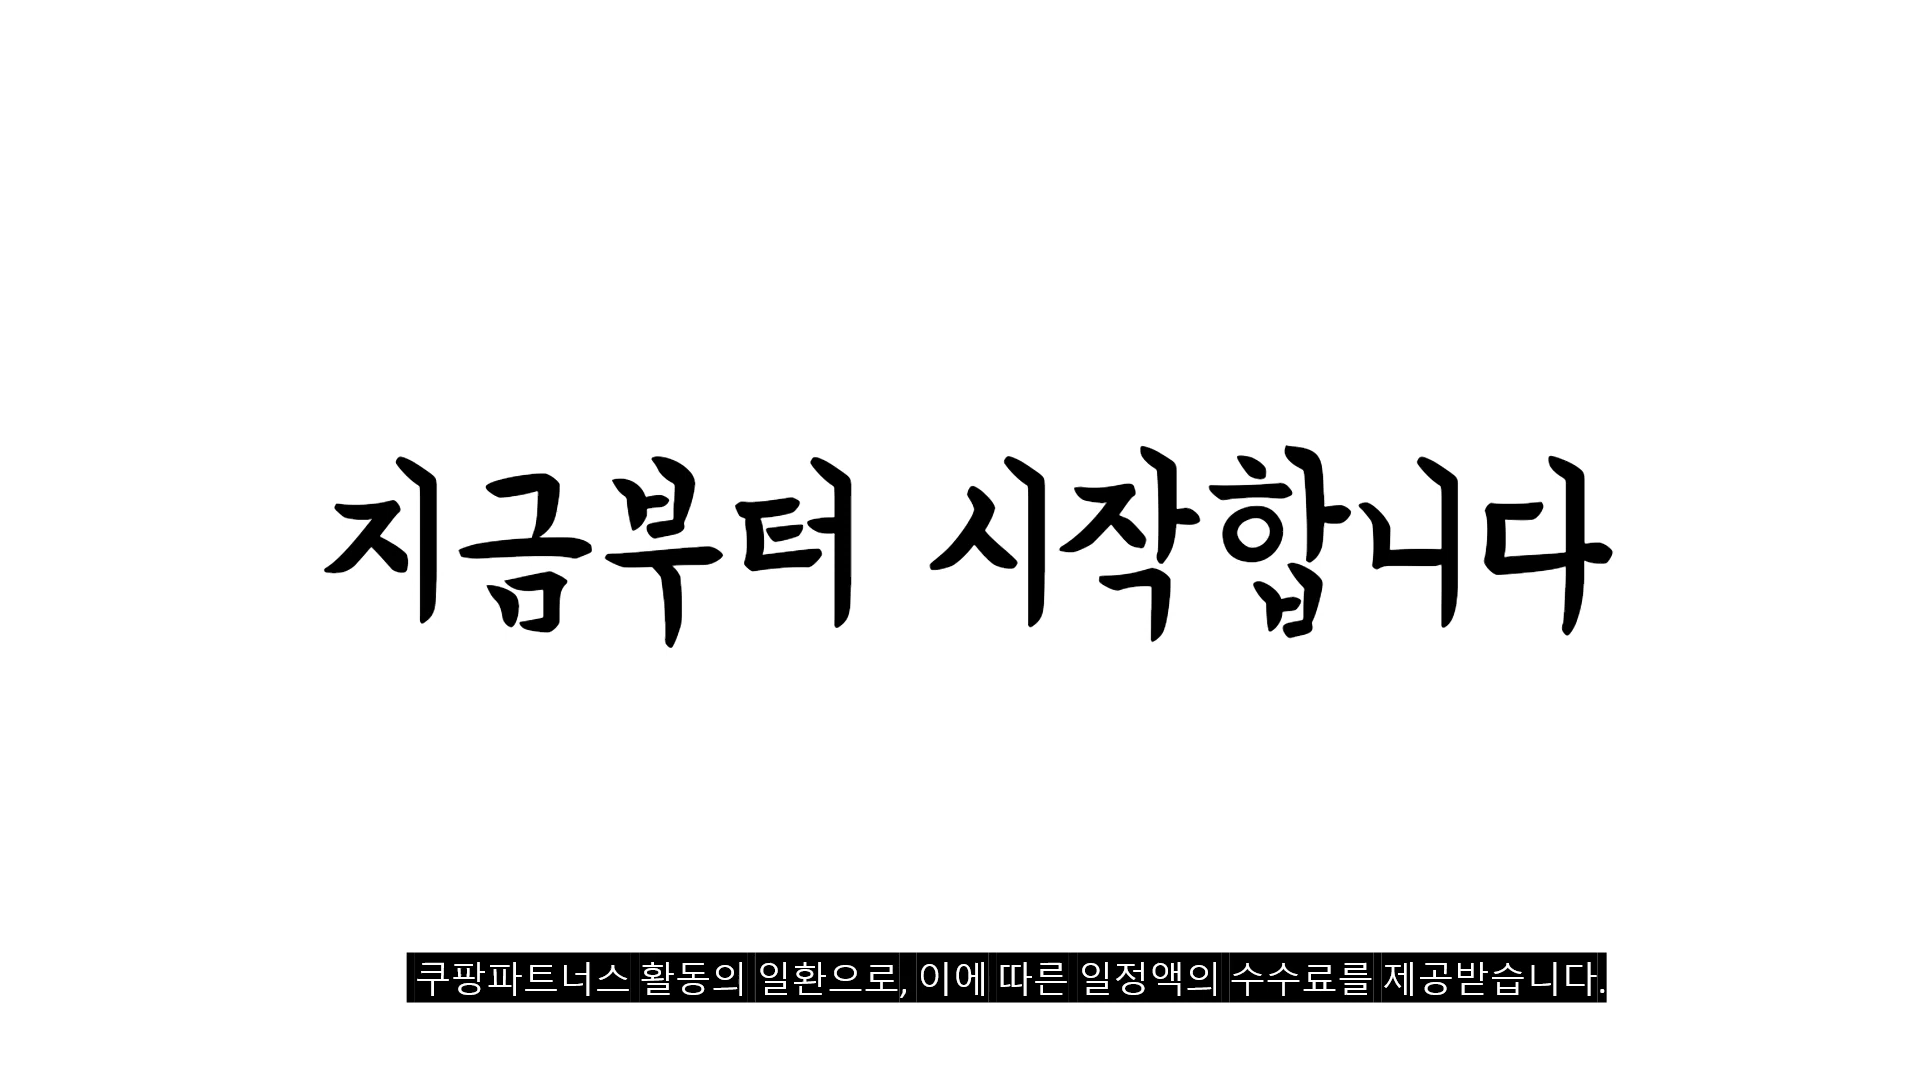 지금부터 시작합니다
쿠팡파트너스 활동의 일환으로, 이에 따른 일정액의 수수료를 제공받습니다.